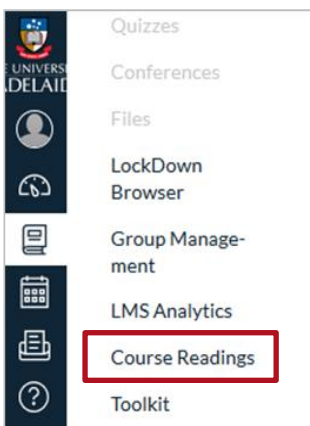 Quizzes
Conferences
Files
LockDown
Browser
Group Manage-
ment
LMS Analytics
Course Readings
Toolkit